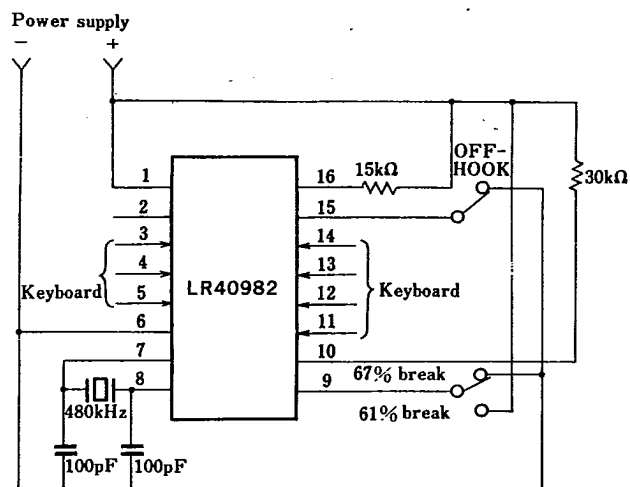 Power supply
− +
1
2
3
4
5
6
7
8
Keyboard
LR40982
16
15
14
13
12
11
10
9
15kΩ
OFF-
HOOK
30kΩ
Keyboard
67% break
61% break
480kHz
100pF 100pF